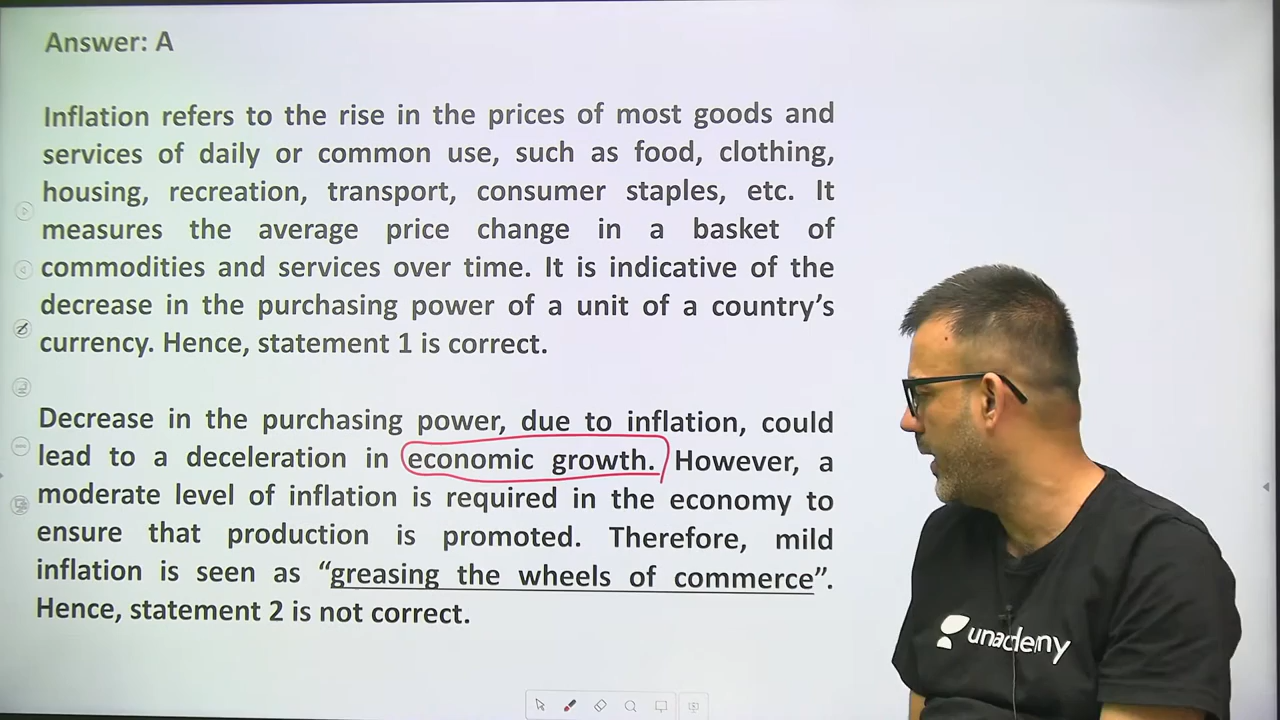 Answer: A
Inflation refers to the rise in the prices of most goods and
services of daily or common use, such as food, clothing,
housing, recreation, transport, consumer staples, etc. It
measures the average price change in a basket of
commodities and services over time. It is indicative of the
decrease in the purchasing power of a unit of a country’s
currency. Hence, statement 1 is correct.
Decrease in the purchasing power, due to inflation, could
lead to a deceleration in economic growth. However, a
moderate level of inflation is required in the economy to
ensure that production is promoted. Therefore, mild
inflation is seen as “greasing the wheels of commerce”.
Hence, statement 2 is not correct.
unacademy